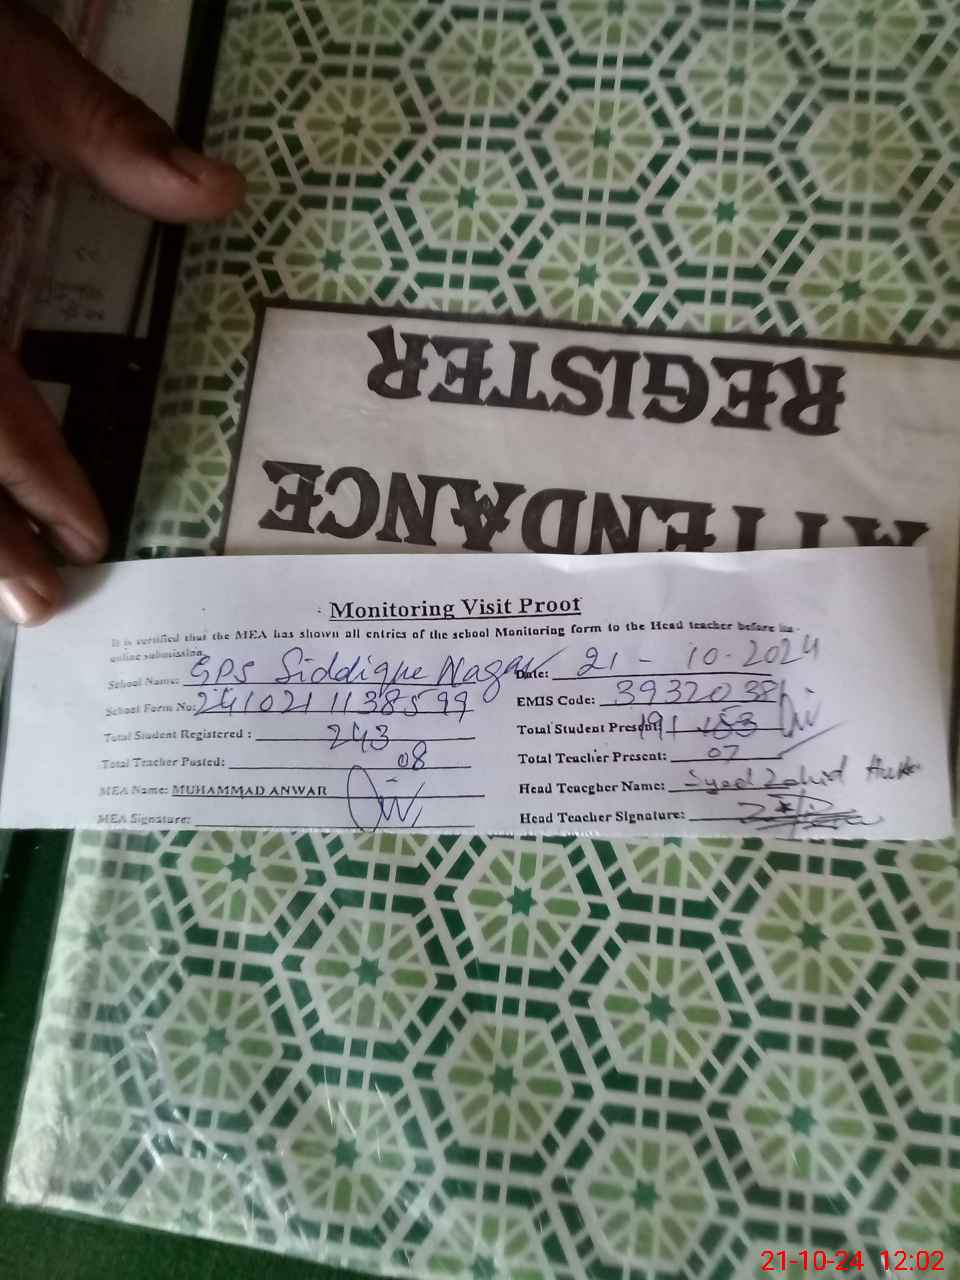 REGISTER
ATTENDANCE
Monitoring Visit Proof
It is certified that the MEA has shown all entries of the school Monitoring form to the Head teacher before his
online submission.
School Name: GPS Siddique Nagar Date: 21-10-2024
School Form No: 2410211138599 EMIS Code: 39320381
Total Student Registered : 243 Total Student Present: 191 153
Total Teacher Posted: 08 Total Teacher Present: 07
MEA Name: MUHAMMAD ANWAR Head Teacgher Name: Syed Zahid
MEA Signature: Head Teacher Signature:
21-10-24 12:02